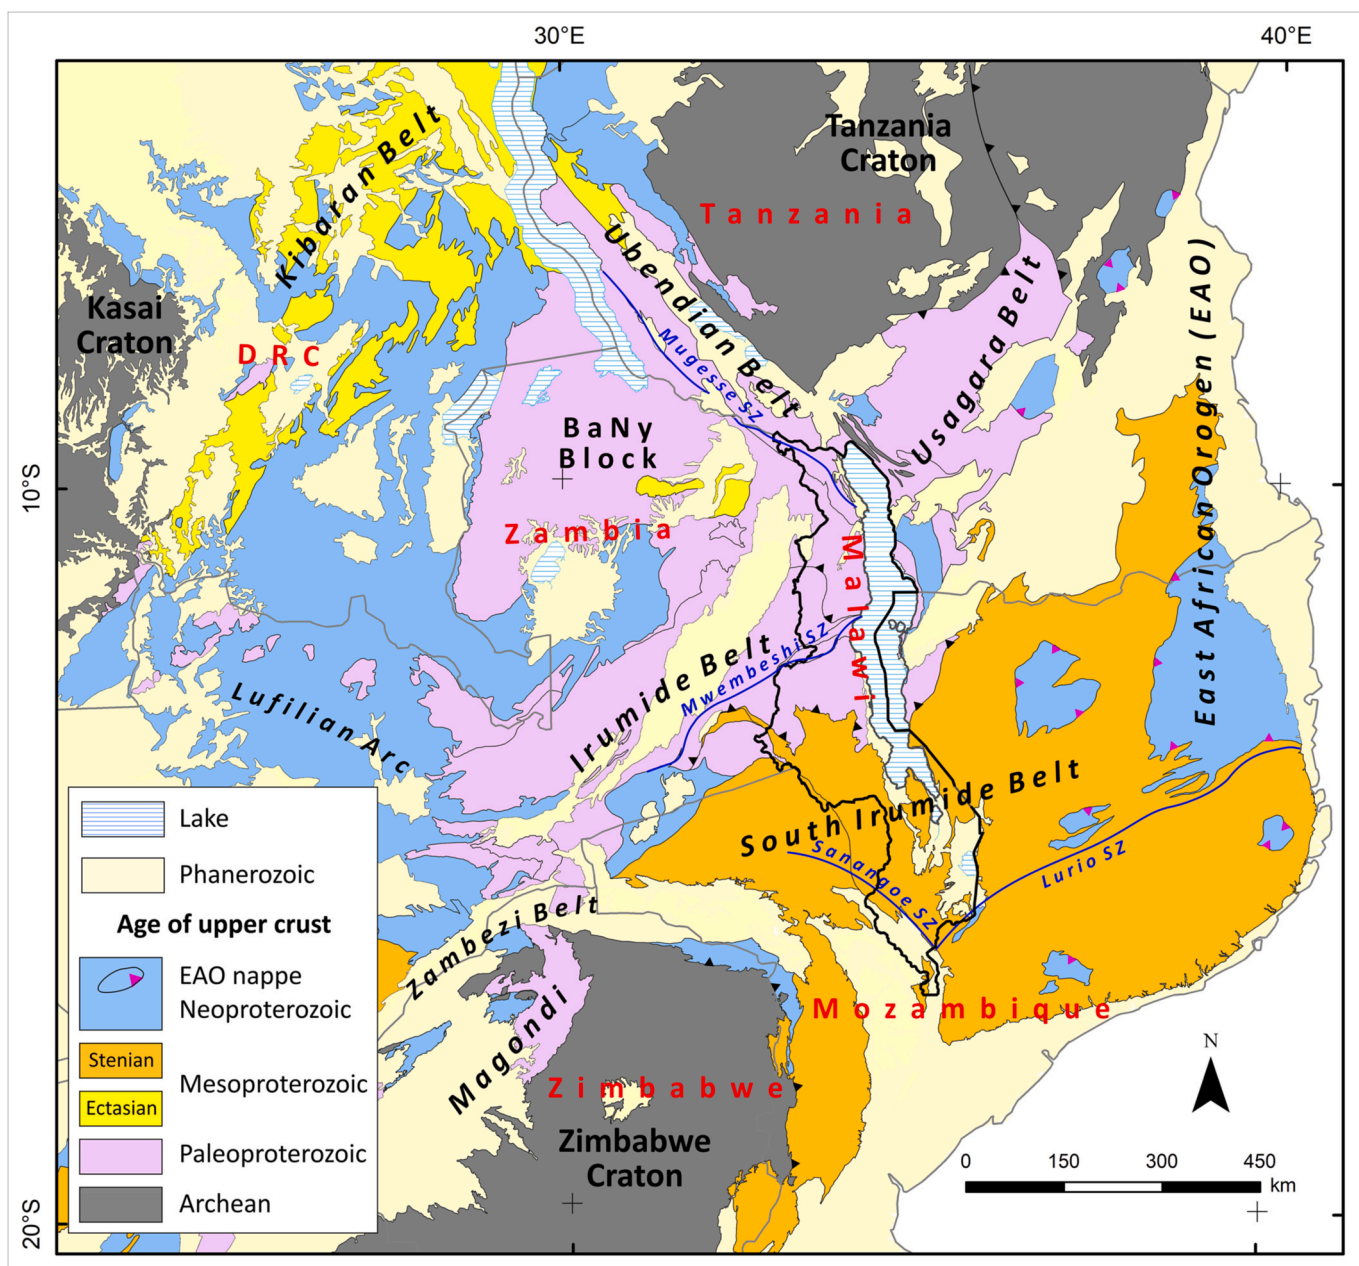 30°E
40°E
Tanzania
Craton
Tanzania
Kibaran Belt
Ubendian Belt
Usagara Belt
East African Orogen (EAO)
Kasai
Craton
DRC
Mugesse SZ
BaNy
Block
10°S
Zambia
Malawi
Irumide Belt
Mwembeshi SZ
Lufilian Arc
South Irumide Belt
Sanangoe SZ
Lurio SZ
Zambezi Belt
Magondi
Mozambique
Zimbabwe
Zimbabwe
Craton
20°S
Lake
Phanerozoic
Age of upper crust
EAO nappe
Neoproterozoic
Stenian
Mesoproterozoic
Ectasian
Paleoproterozoic
Archean
N
0 150 300 450
km